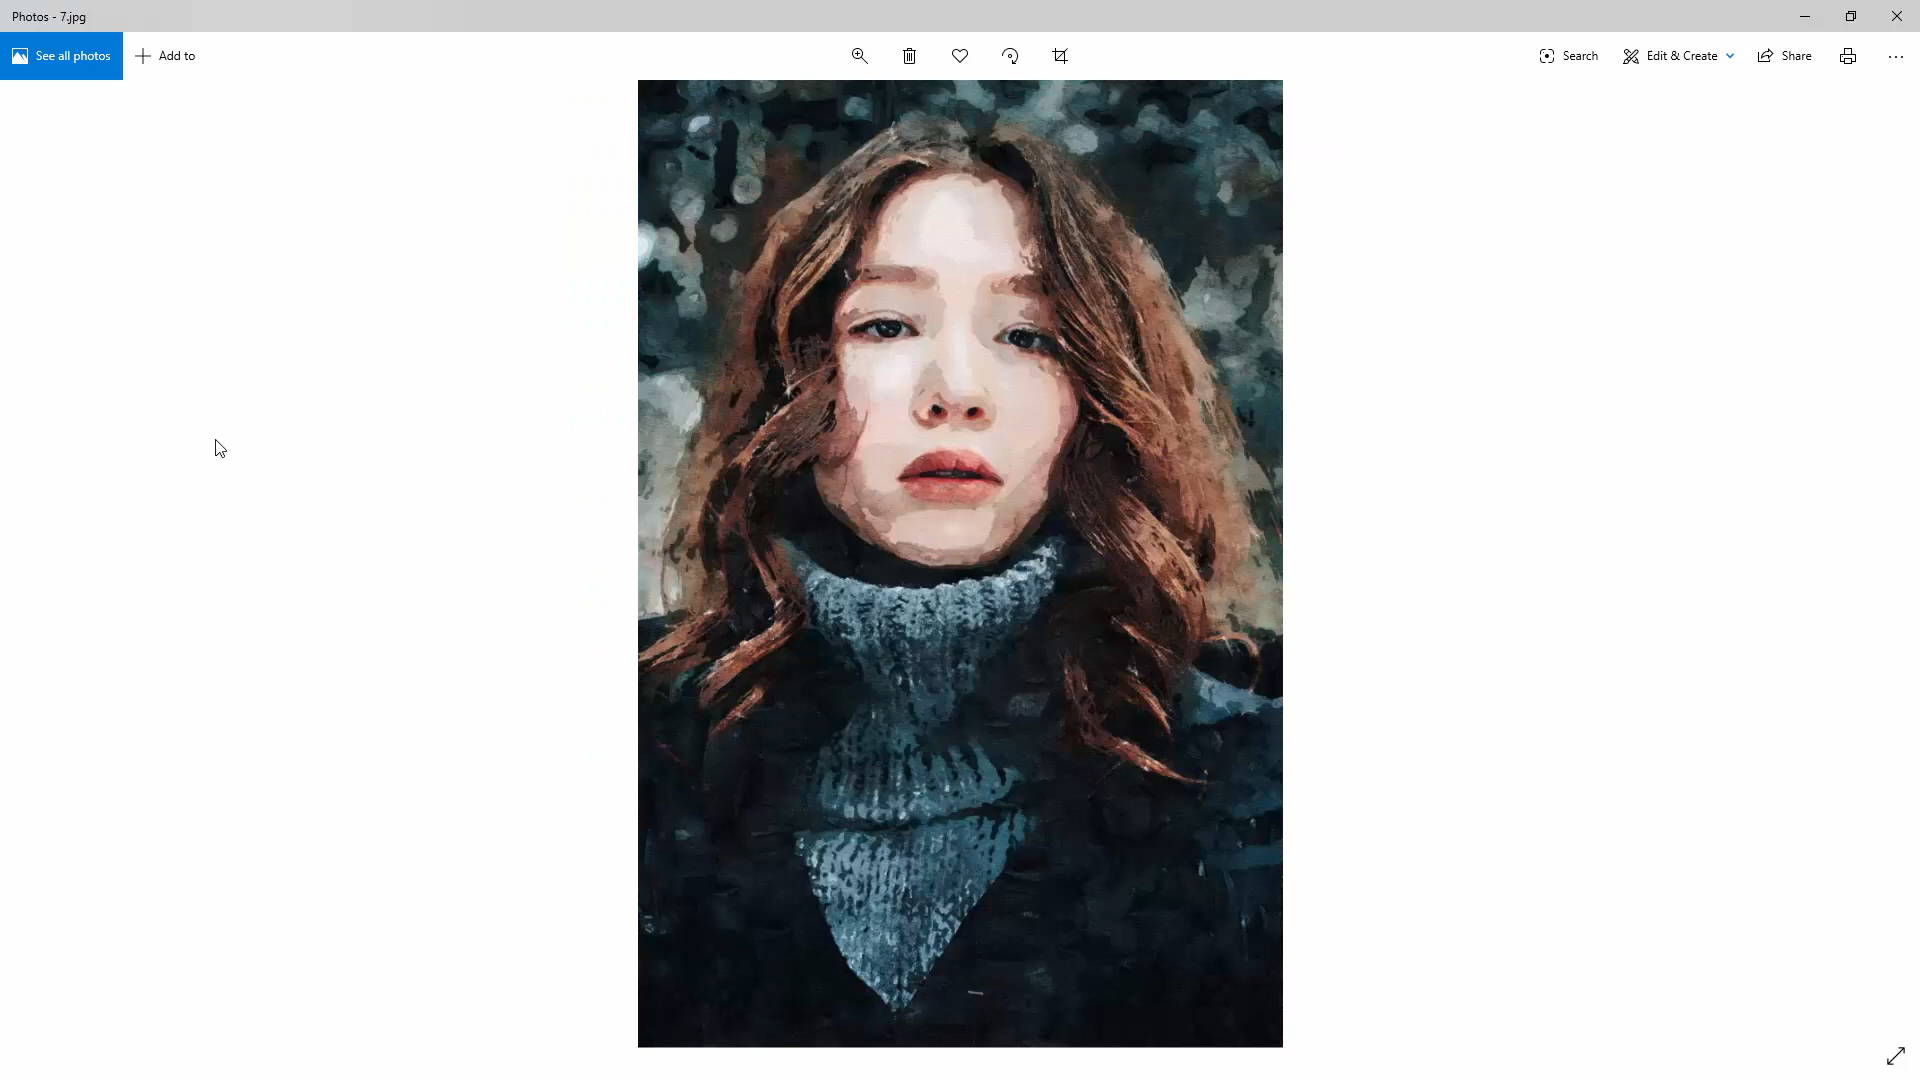 Photos - 7.jpg
See all photos
Add to
Search
Edit & Create
Share